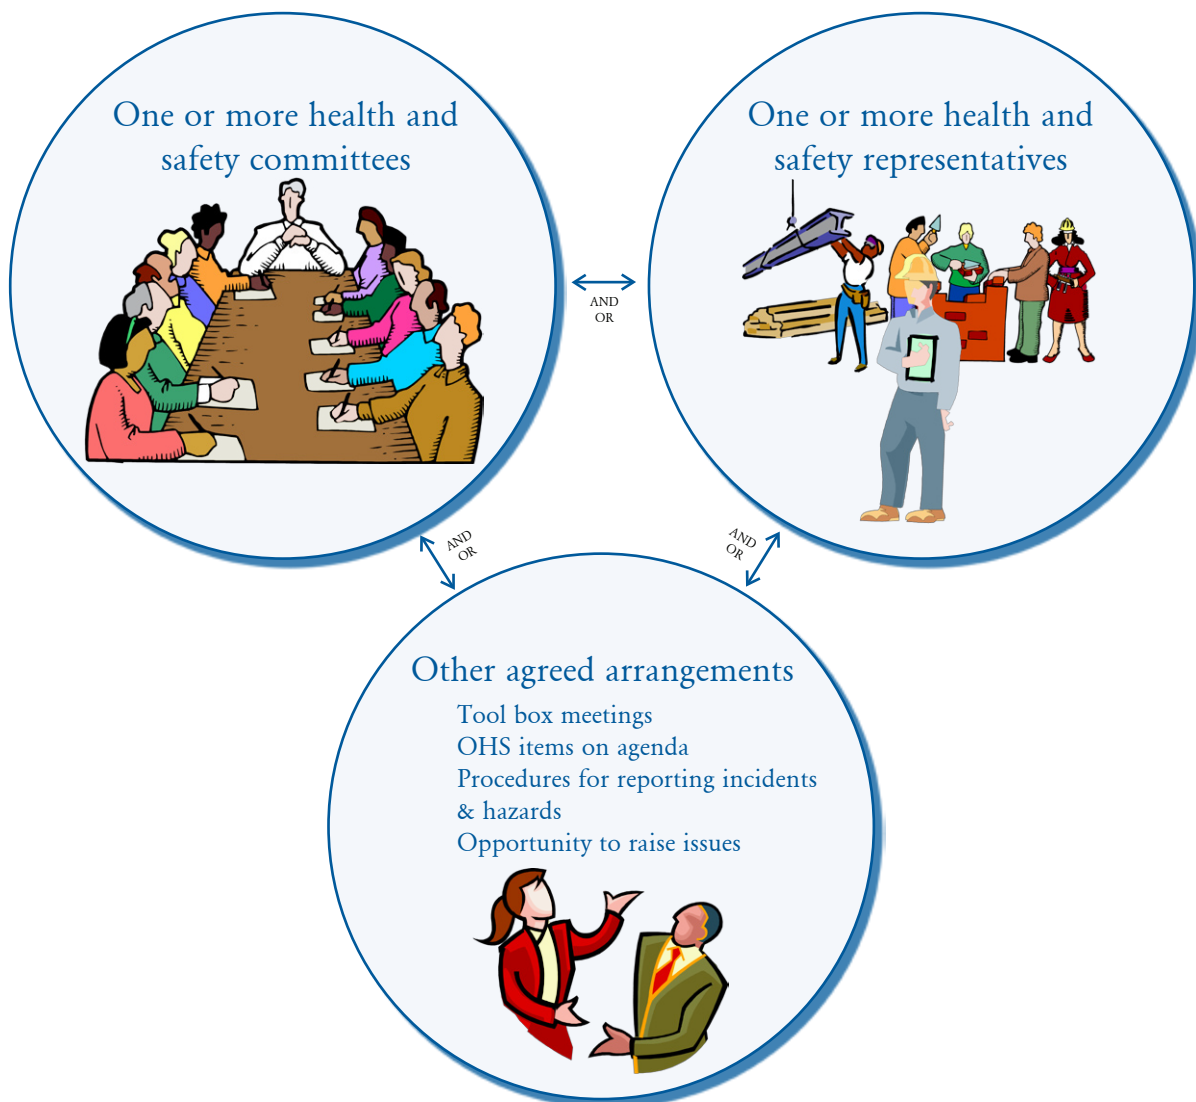 One or more health and
safety committees
One or more health and
safety representatives
AND
OR
AND
OR
AND
OR
Other agreed arrangements
Tool box meetings
OHS items on agenda
Procedures for reporting incidents
& hazards
Opportunity to raise issues